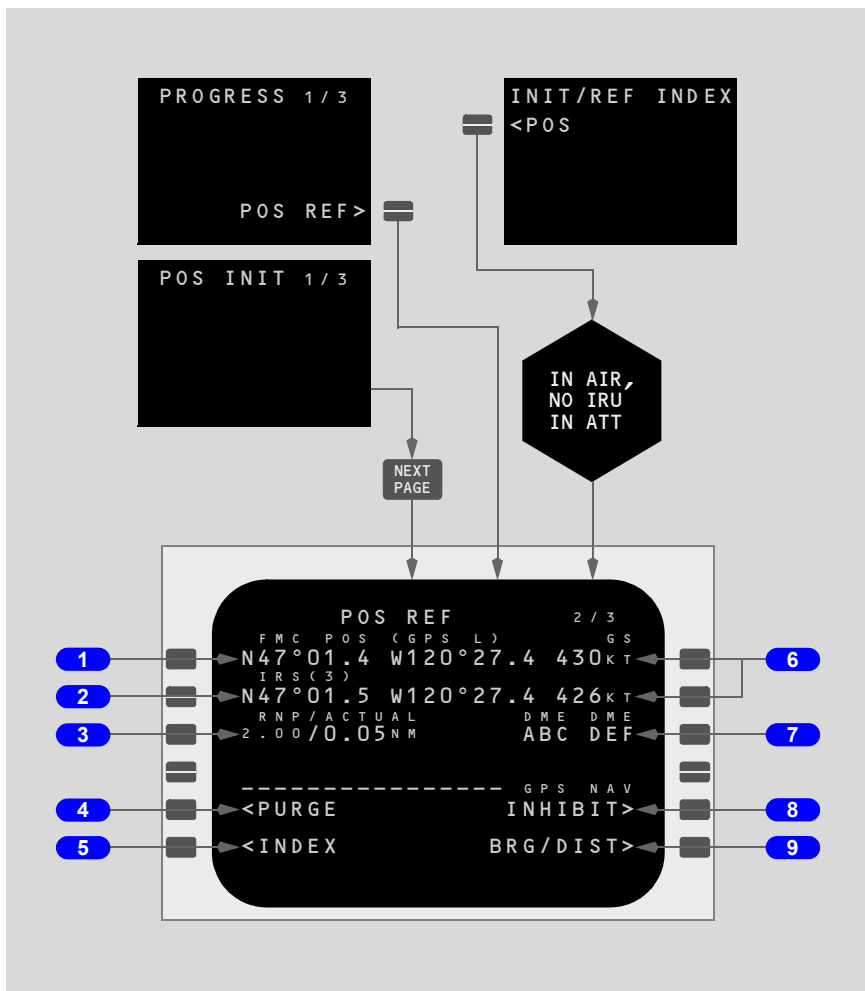 PROGRESS 1/3
POS REF>
INIT/REF INDEX
<POS
POS INIT 1/3
IN AIR,
NO IRU
IN ATT
NEXT
PAGE
POS REF 2/3
FMC POS (GPS L) GS
1 N47°01.4 W120°27.4 430KT 6
IRS(3)
2 N47°01.5 W120°27.4 426KT
RNP/ACTUAL DME DME
3 2.00/0.05NM ABC DEF 7
---------------- GPS NAV
4 <PURGE INHIBIT> 8
5 <INDEX BRG/DIST> 9